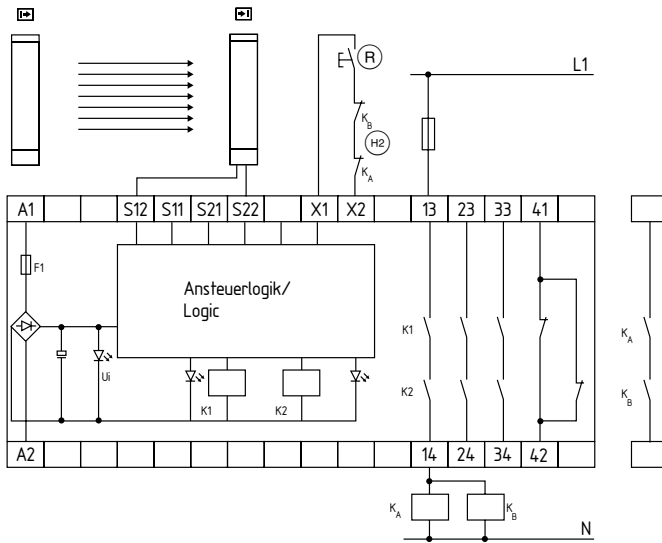 R
L1
K_B
H2
K_A
A1 S12 S11 S21 S22 X1 X2 13 23 33 41
F1
Ansteuerlogik/
Logic
K1
K_A
Ui
K1 K2
K2
K_B
A2 14 24 34 42
K_A K_B
N